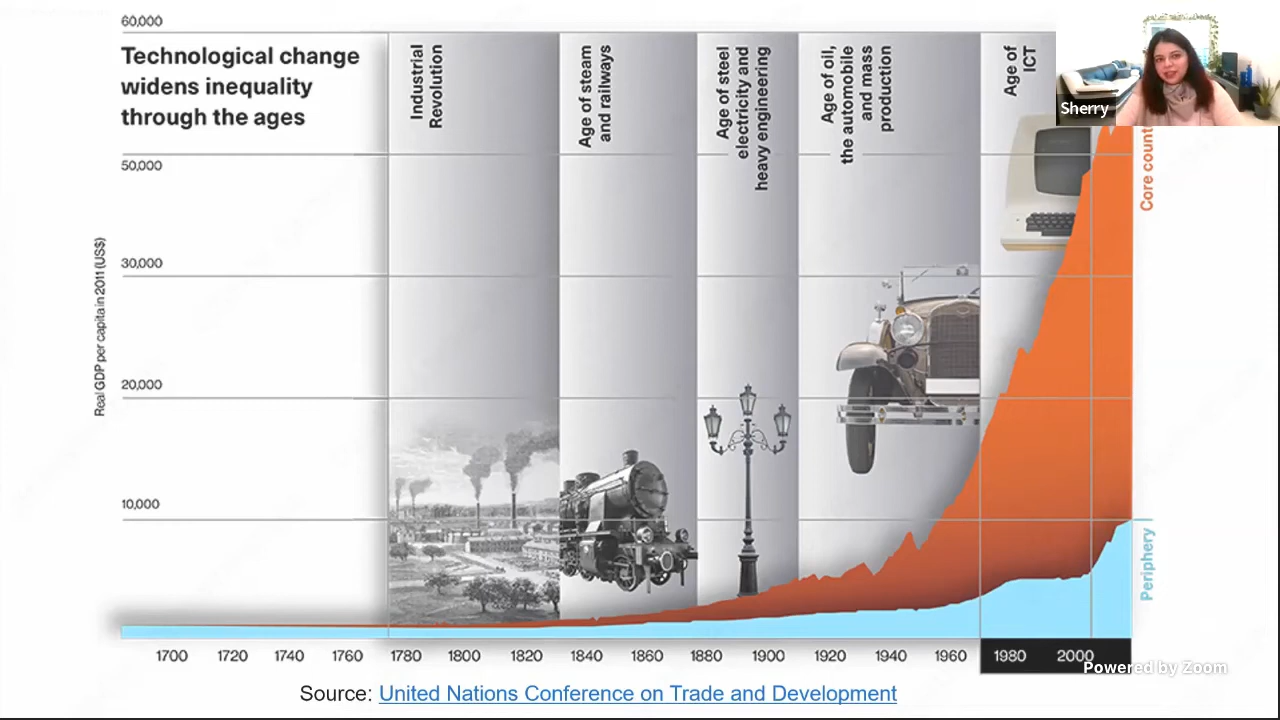 60,000
Technological change
widens inequality
through the ages
Industrial
Revolution
Age of steam
and railways
Age of steel
electricity and
heavy engineering
Age of oil,
the automobile
and mass
production
Age of
ICT
Sherry
50,000
30,000
20,000
10,000
Real GDP per capita in 2011 (US$)
Core count
Periphery
1700 1720 1740 1760 1780 1800 1820 1840 1860 1880 1900 1920 1940 1960 1980 2000
Powered by Zoom
Source: United Nations Conference on Trade and Development